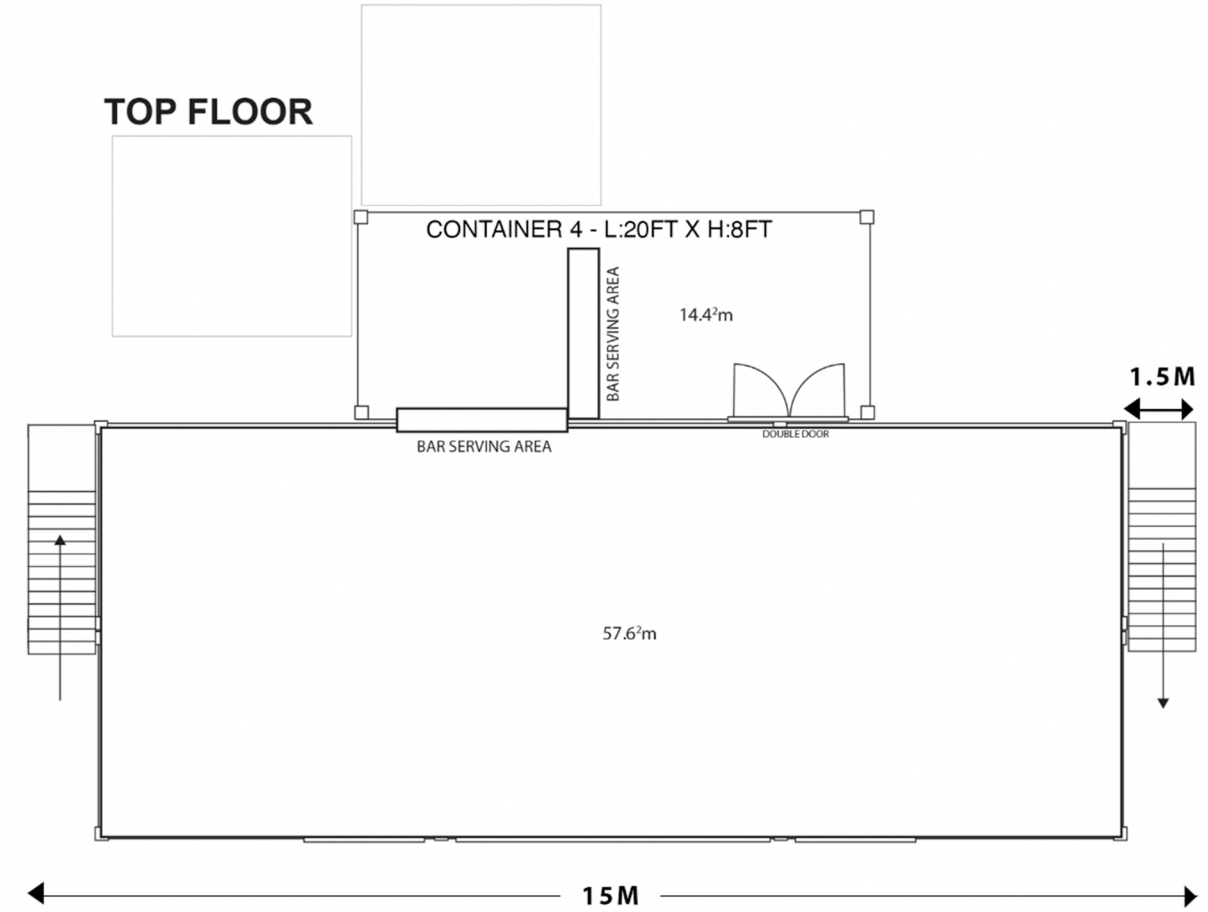 TOP FLOOR
CONTAINER 4 - L:20FT X H:8FT
BAR SERVING AREA
14.4²m
1.5M
DOUBLE DOOR
BAR SERVING AREA
57.6²m
15M